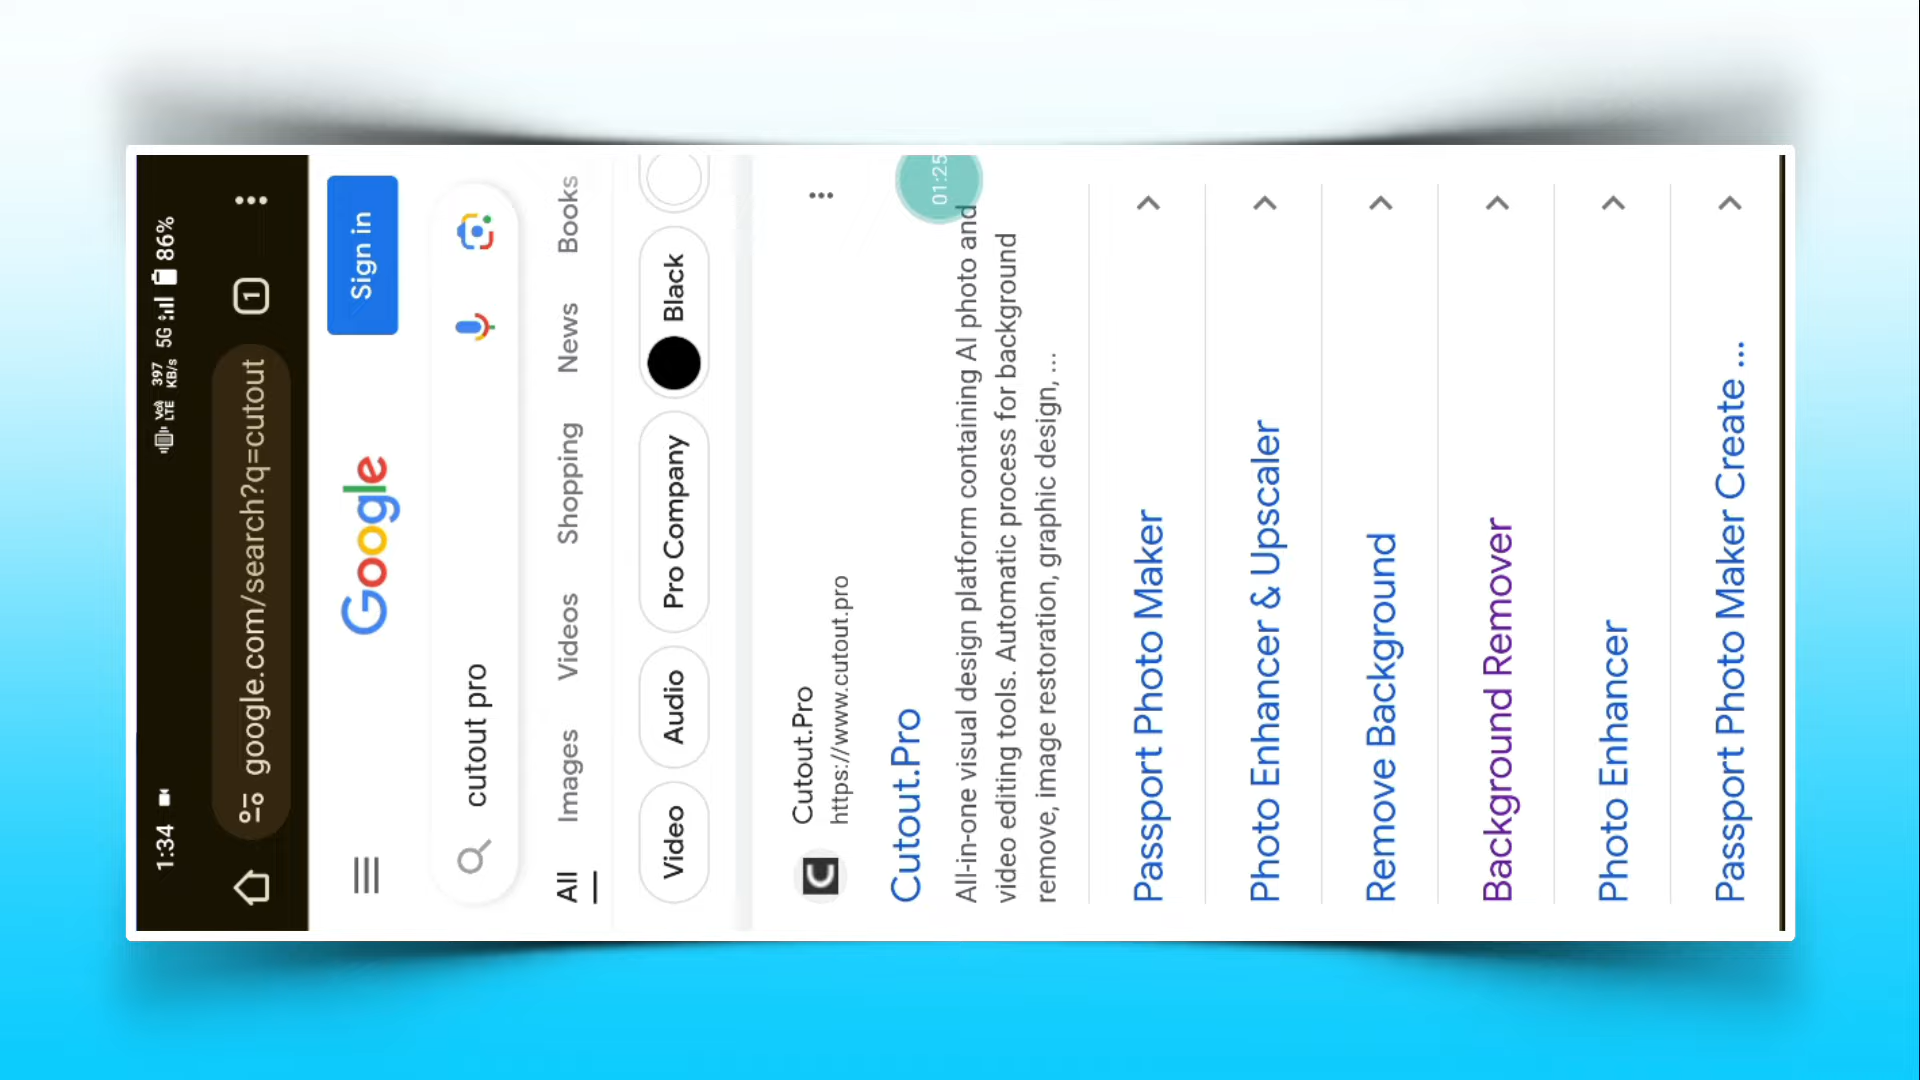 1:34
Vo) LTE
397 KB/s
5G
86%
google.com/search?q=cutout
1
Google
Sign in
cutout pro
All Images Videos Shopping News Books
Video Audio Pro Company Black
Cutout.Pro
https://www.cutout.pro
Cutout.Pro
01:25
All-in-one visual design platform containing AI photo and
video editing tools. Automatic process for background
remove, image restoration, graphic design, ...
Passport Photo Maker
Photo Enhancer & Upscaler
Remove Background
Background Remover
Photo Enhancer
Passport Photo Maker Create ...